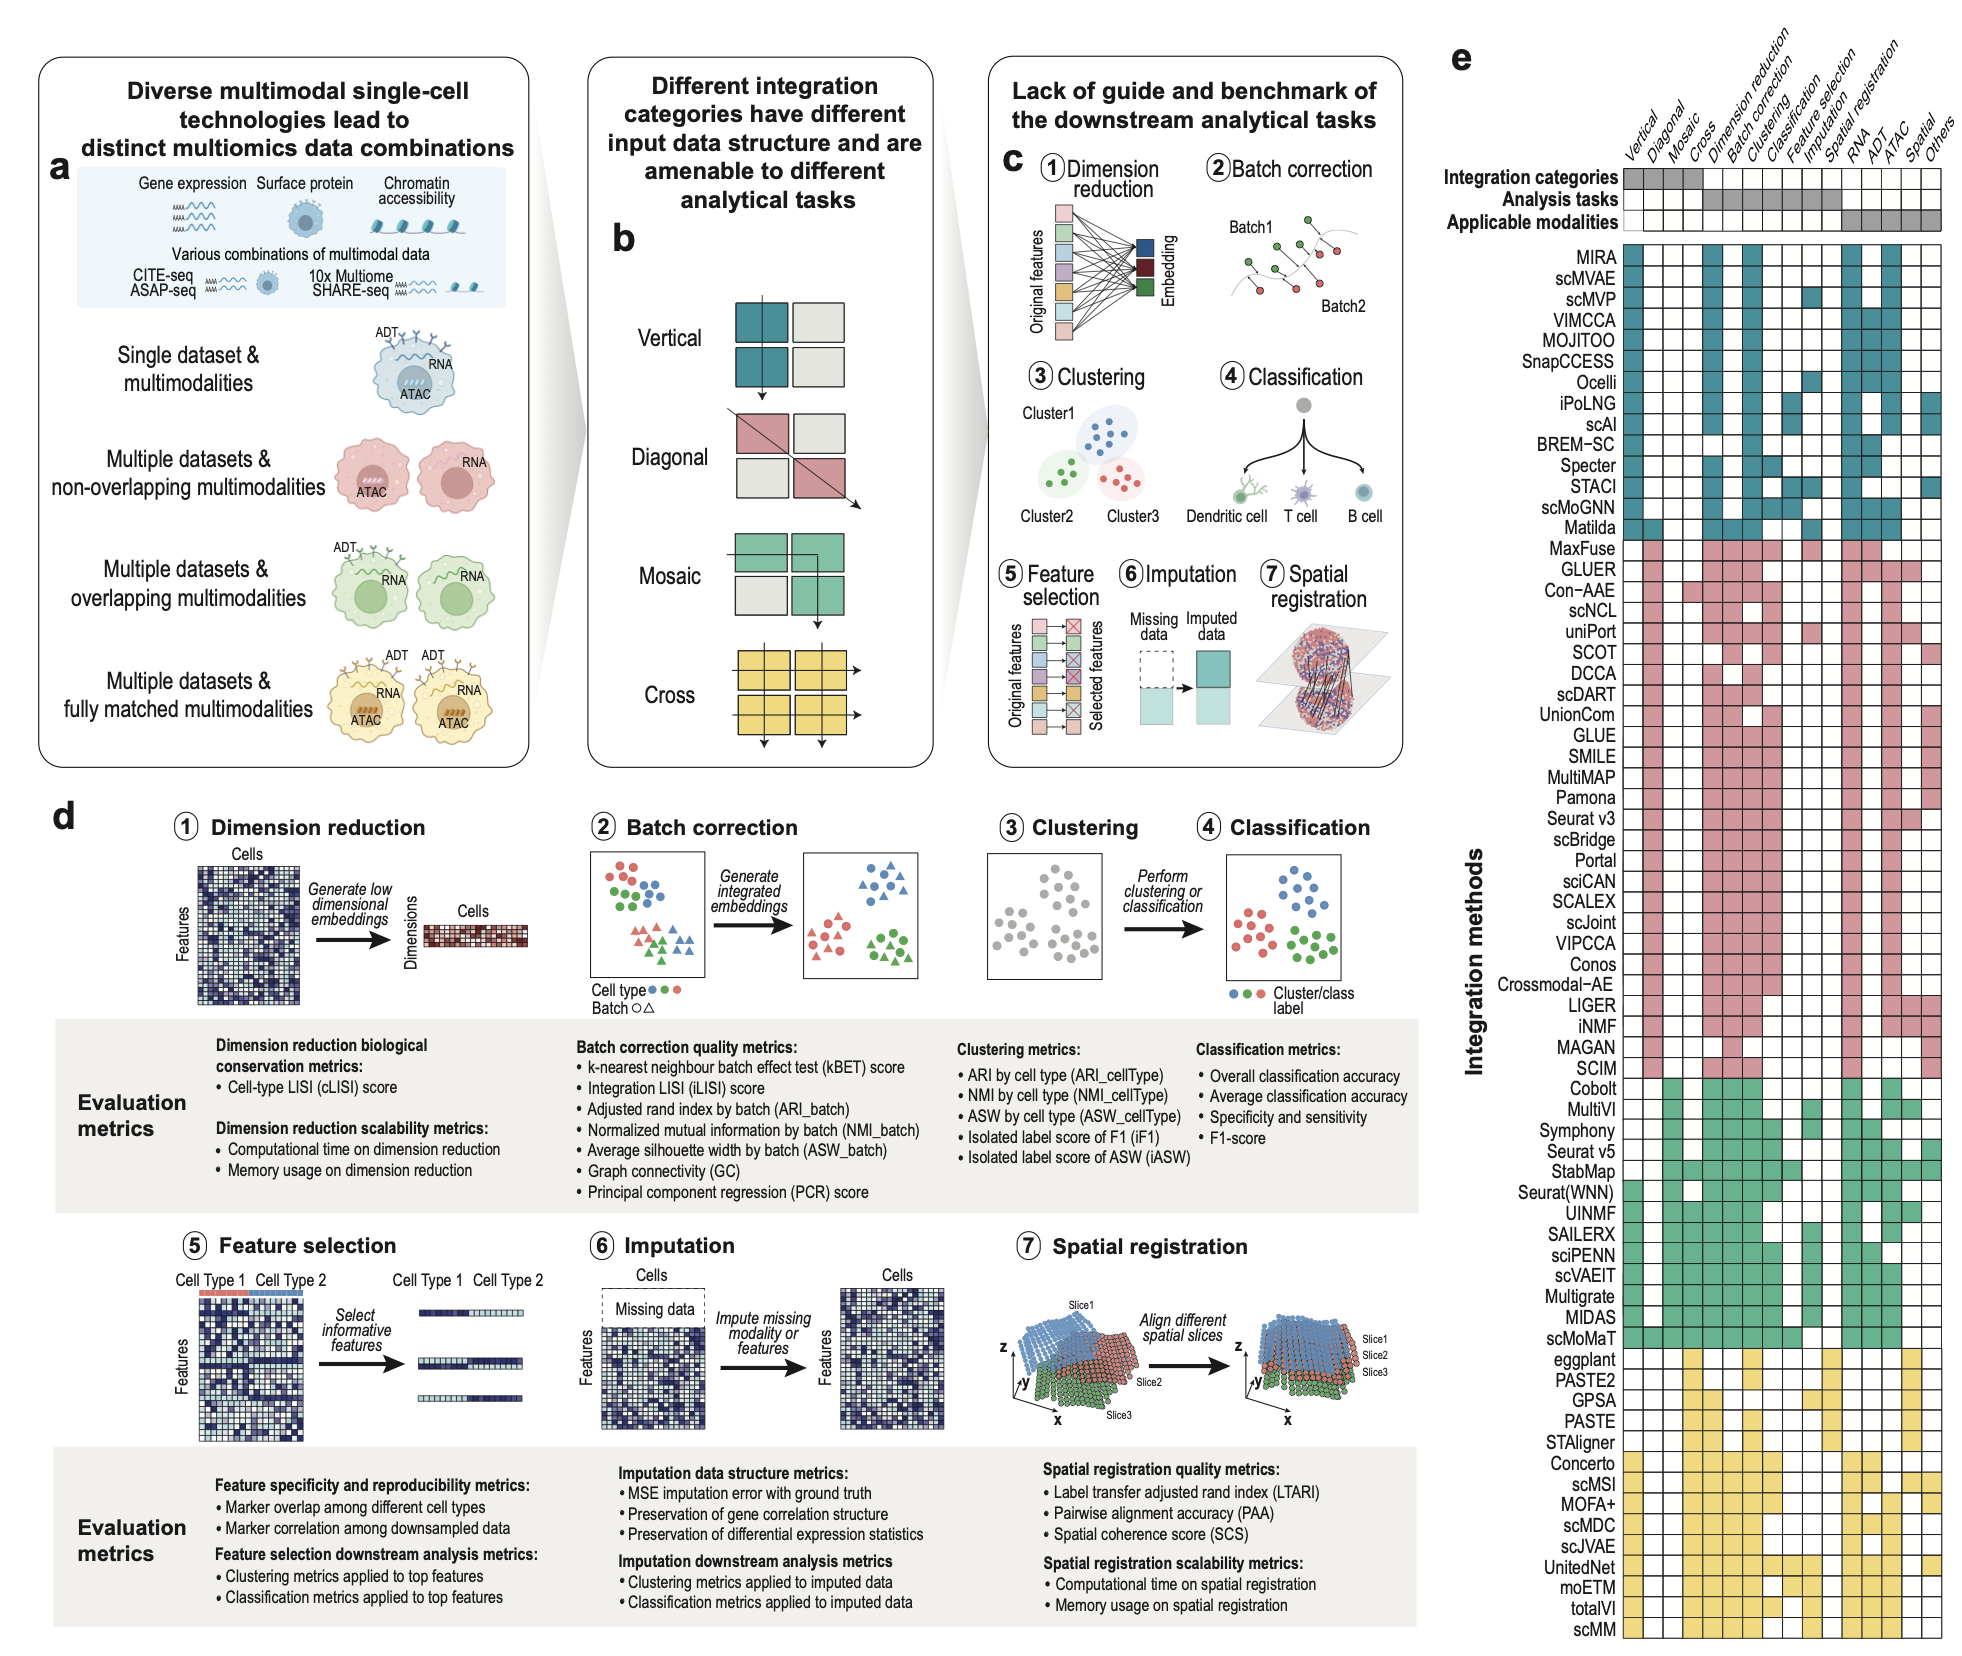 Diverse multimodal single-cell
technologies lead to
distinct multiomics data combinations
a
Gene expression
Surface protein
Chromatin
accessibility
AAAA
AAAA
AAAA
Various combinations of multimodal data
CITE-seq
ASAP-seq
AAAA
10x Multiome
SHARE-seq
AAAA
AAAA
Single dataset &
multimodalities
ADT
RNA
ATAC
Multiple datasets &
non-overlapping multimodalities
ATAC
RNA
Multiple datasets &
overlapping multimodalities
ADT
RNA
RNA
Multiple datasets &
fully matched multimodalities
ADT
RNA
ATAC
ADT
RNA
ATAC
Different integration
categories have different
input data structure and are
amenable to different
analytical tasks
b
Vertical
Diagonal
Mosaic
Cross
Lack of guide and benchmark of
the downstream analytical tasks
c
1 Dimension
reduction
Original features
Embedding
2 Batch correction
Batch1
Batch2
3 Clustering
Cluster1
Cluster2
Cluster3
4 Classification
Dendritic cell
T cell
B cell
5 Feature
selection
Original features
Selected features
6 Imputation
Missing
data
Imputed
data
7 Spatial
registration
d
1 Dimension reduction
Cells
Features
Generate low
dimensional
embeddings
Cells
Dimensions
2 Batch correction
Generate
integrated
embeddings
Cell type
Batch
3 Clustering
Perform
clustering or
classification
4 Classification
Cluster/class
label
Evaluation
metrics
Dimension reduction biological
conservation metrics:
• Cell-type LISI (cLISI) score
Dimension reduction scalability metrics:
• Computational time on dimension reduction
• Memory usage on dimension reduction
Batch correction quality metrics:
• k-nearest neighbour batch effect test (kBET) score
• Integration LISI (iLISI) score
• Adjusted rand index by batch (ARI_batch)
• Normalized mutual information by batch (NMI_batch)
• Average silhouette width by batch (ASW_batch)
• Graph connectivity (GC)
• Principal component regression (PCR) score
Clustering metrics:
• ARI by cell type (ARI_cellType)
• NMI by cell type (NMI_cellType)
• ASW by cell type (ASW_cellType)
• Isolated label score of F1 (iF1)
• Isolated label score of ASW (iASW)
Classification metrics:
• Overall classification accuracy
• Average classification accuracy
• Specificity and sensitivity
• F1-score
5 Feature selection
Cell Type 1 Cell Type 2
Features
Select
informative
features
Cell Type 1 Cell Type 2
6 Imputation
Cells
Missing data
Features
Impute missing
modality or
features
Cells
Features
7 Spatial registration
Slice1
Slice2
Slice3
z
y
x
Align different
spatial slices
z
y
x
Slice1
Slice2
Slice3
Evaluation
metrics
Feature specificity and reproducibility metrics:
• Marker overlap among different cell types
• Marker correlation among downsampled data
Feature selection downstream analysis metrics:
• Clustering metrics applied to top features
• Classification metrics applied to top features
Imputation data structure metrics:
• MSE imputation error with ground truth
• Preservation of gene correlation structure
• Preservation of differential expression statistics
Imputation downstream analysis metrics
• Clustering metrics applied to imputed data
• Classification metrics applied to imputed data
Spatial registration quality metrics:
• Label transfer adjusted rand index (LTARI)
• Pairwise alignment accuracy (PAA)
• Spatial coherence score (SCS)
Spatial registration scalability metrics:
• Computational time on spatial registration
• Memory usage on spatial registration
e
Vertical
Diagonal
Mosaic
Cross
Dimension reduction
Batch correction
Clustering
Classification
Feature selection
Imputation
Spatial registration
RNA
ADT
ATAC
Spatial
Others
Integration categories
Analysis tasks
Applicable modalities
Integration methods
MIRA
scMVAE
scMVP
VIMCCA
MOJITOO
SnapCCESS
Ocelli
iPoLNG
scAI
BREM-SC
Specter
STACI
scMoGNN
Matilda
MaxFuse
GLUER
Con-AAE
scNCL
uniPort
SCOT
DCCA
scDART
UnionCom
GLUE
SMILE
MultiMAP
Pamona
Seurat v3
scBridge
Portal
sciCAN
SCALEX
scJoint
VIPCCA
Conos
Crossmodal-AE
LIGER
iNMF
MAGAN
SCIM
Cobolt
MultiVI
Symphony
Seurat v5
StabMap
Seurat(WNN)
UINMF
SAILERX
sciPENN
scVAEIT
Multigrate
MIDAS
scMoMaT
eggplant
PASTE2
GPSA
PASTE
STAligner
Concerto
scMSI
MOFA+
scMDC
scJVAE
UnitedNet
moETM
totalVI
scMM